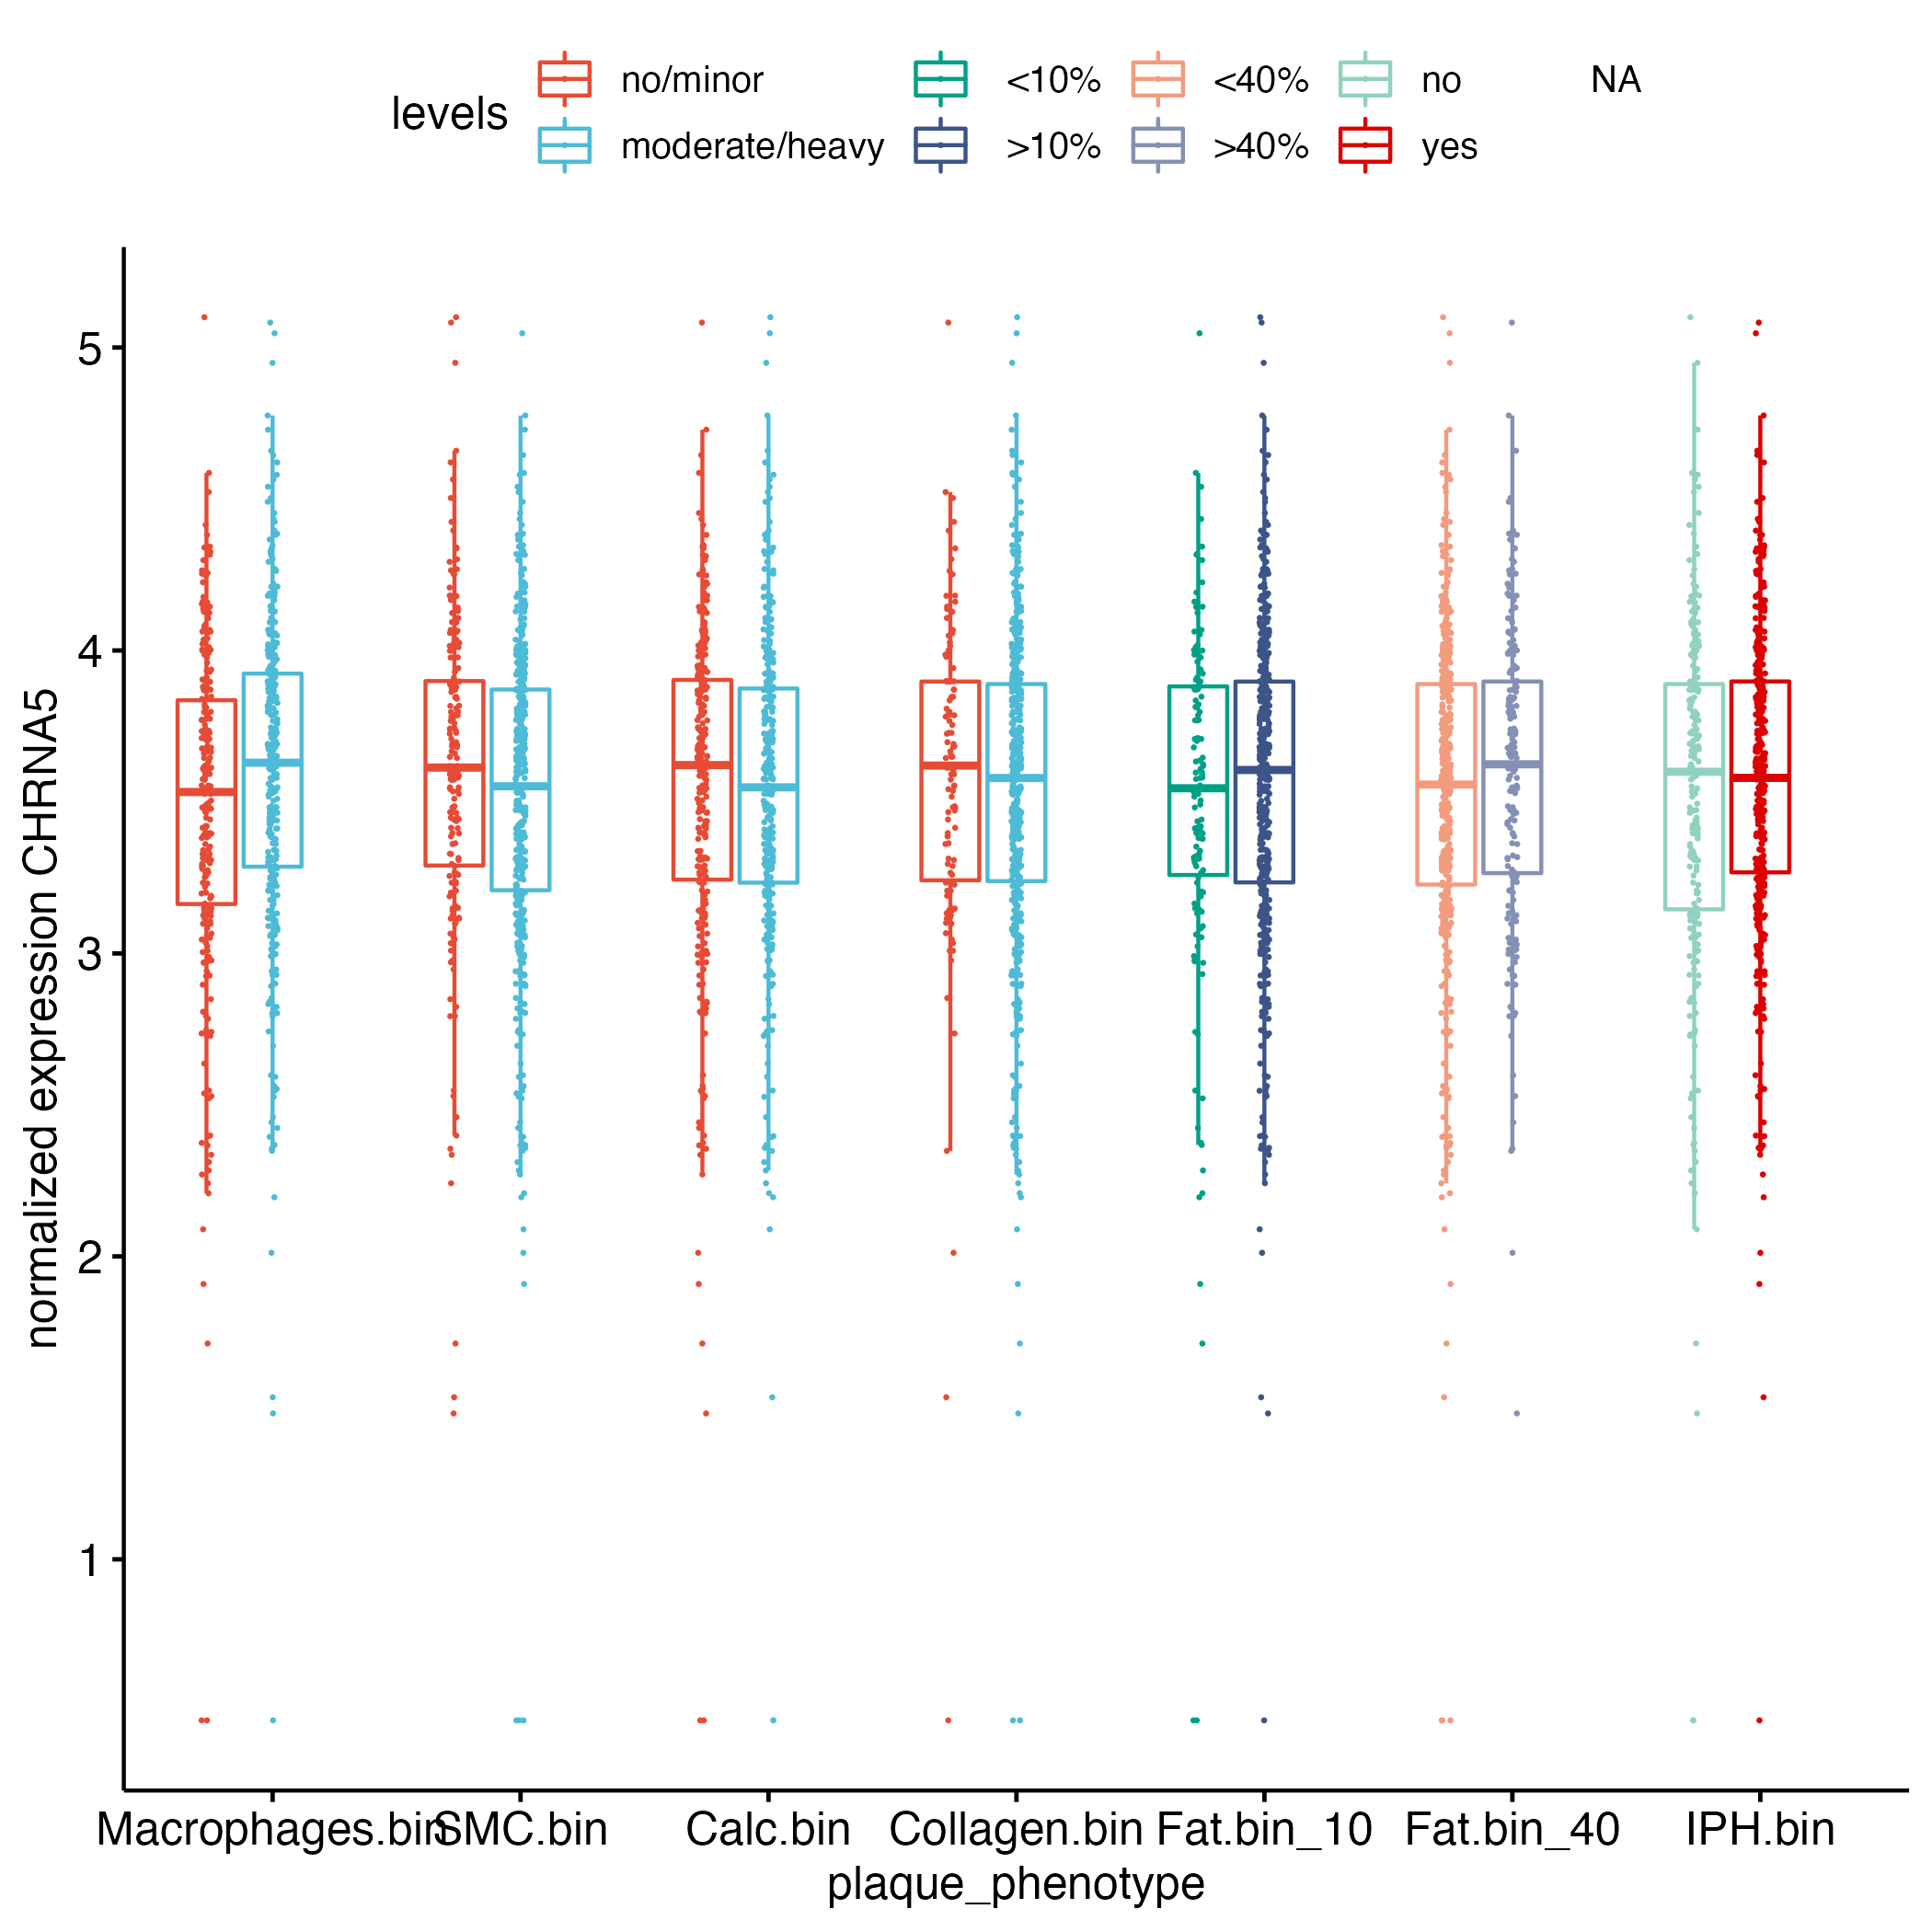 levels
no/minor <10% <40% no NA
moderate/heavy >10% >40% yes
normalized expression CHRNA5
5
4
3
2
1
Macrophages.bin SMC.bin Calc.bin Collagen.bin Fat.bin_10 Fat.bin_40 IPH.bin
plaque_phenotype